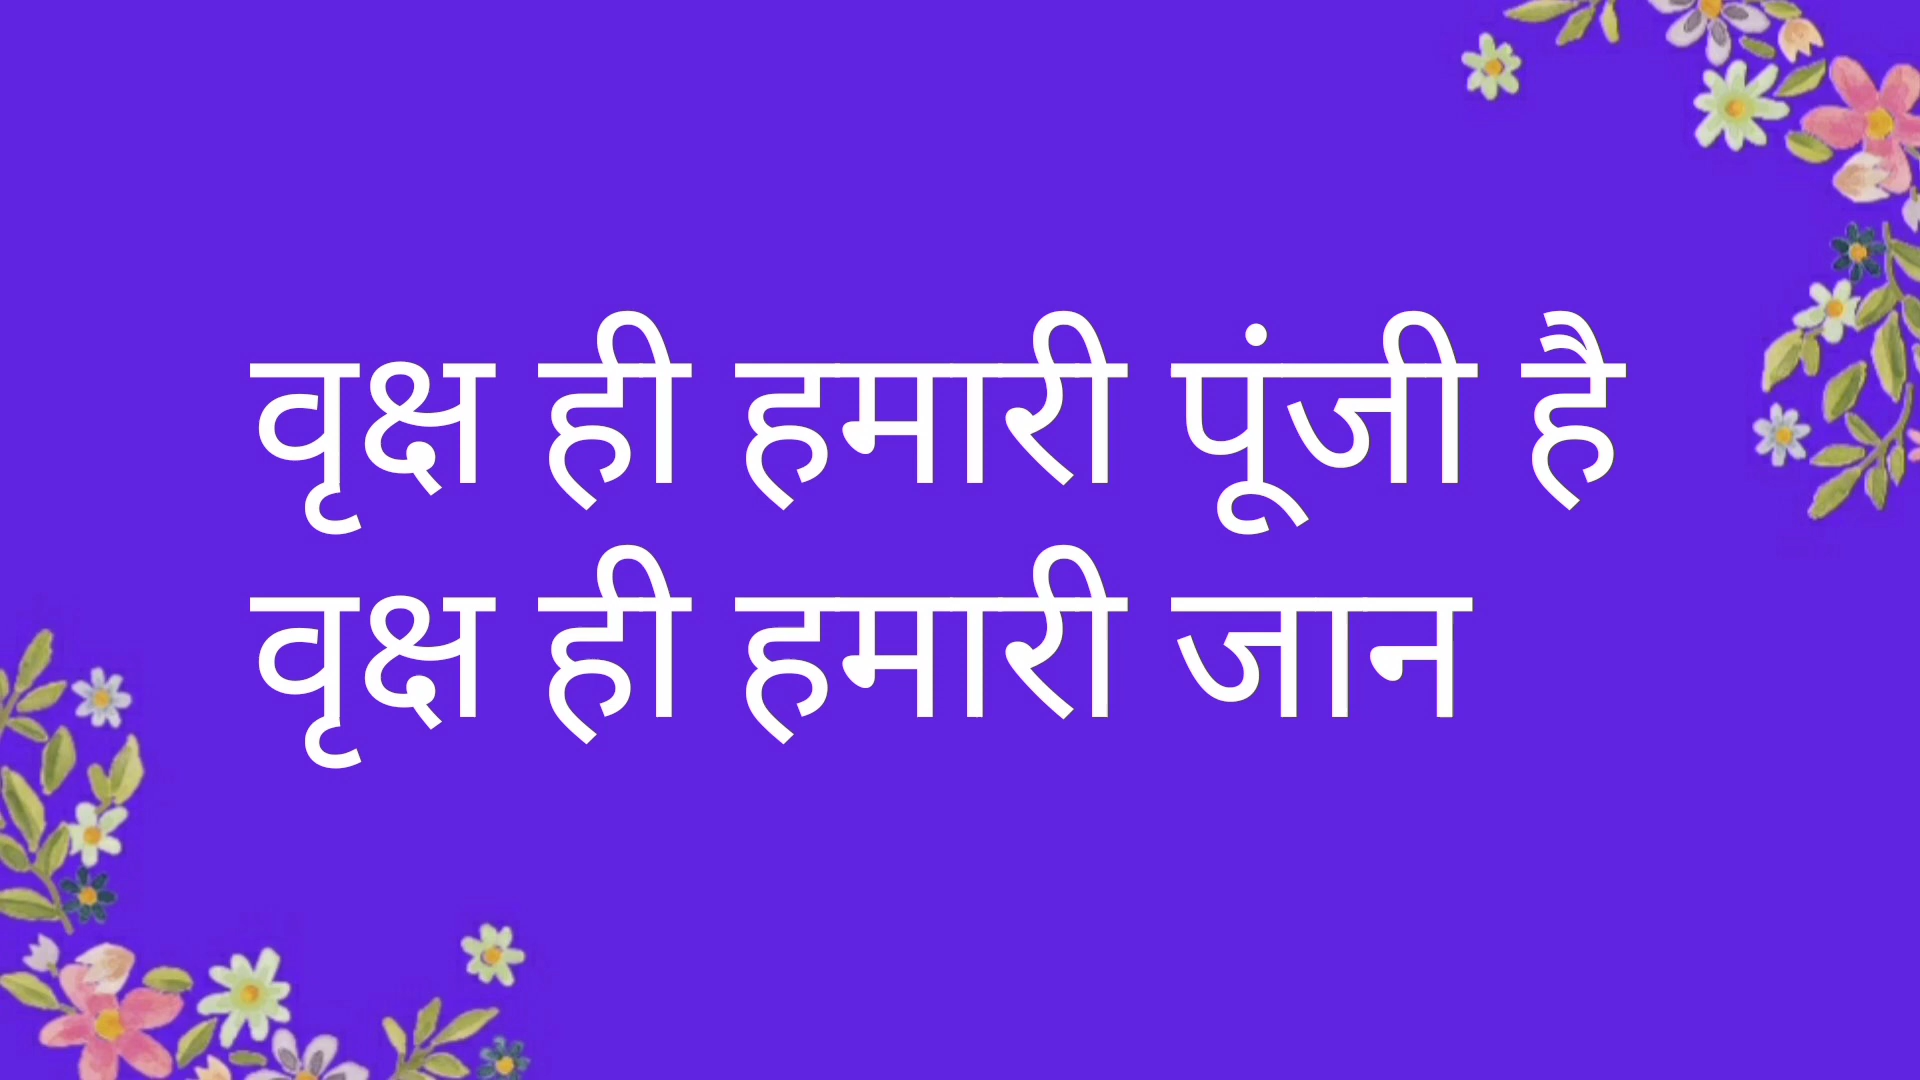 वृक्ष ही हमारी पूंजी है
वृक्ष ही हमारी जान